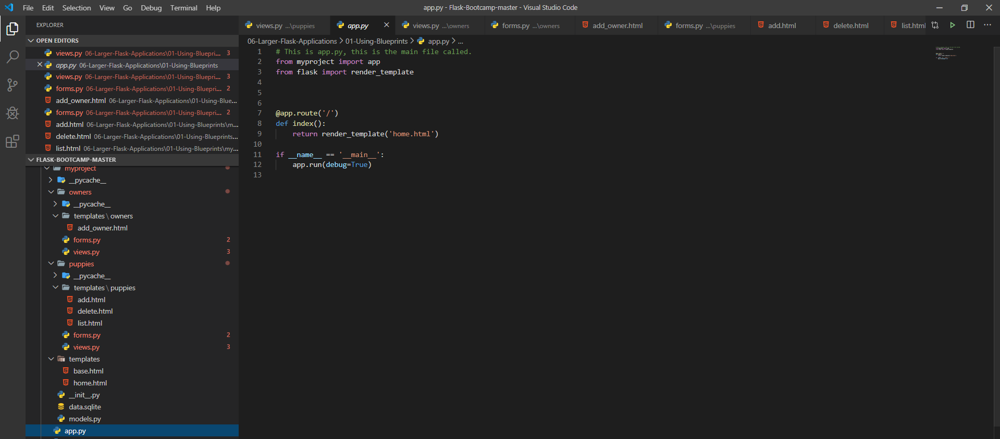 File Edit Selection View Go Debug Terminal Help
app.py - Flask-Bootcamp-master - Visual Studio Code
EXPLORER
OPEN EDITORS
views.py 06-Larger-Flask-Applications\01-Using-Bluepri... 3
app.py 06-Larger-Flask-Applications\01-Using-Blueprints
views.py 06-Larger-Flask-Applications\01-Using-Bluepri... 3
forms.py 06-Larger-Flask-Applications\01-Using-Bluepri... 2
add_owner.html 06-Larger-Flask-Applications\01-Using-Blue...
forms.py 06-Larger-Flask-Applications\01-Using-Bluepri... 2
add.html 06-Larger-Flask-Applications\01-Using-Blueprints\m...
delete.html 06-Larger-Flask-Applications\01-Using-Blueprints...
list.html 06-Larger-Flask-Applications\01-Using-Blueprints\my...
FLASK-BOOTCAMP-MASTER
myproject
__pycache__
owners
__pycache__
templates \ owners
add_owner.html
forms.py 2
views.py 3
puppies
__pycache__
templates \ puppies
add.html
delete.html
list.html
forms.py 2
views.py 3
templates
base.html
home.html
__init__.py
data.sqlite
models.py
app.py
views.py ...\puppies
app.py
views.py ...\owners
forms.py ...\owners
add_owner.html
forms.py ...\puppies
add.html
delete.html
list.html
06-Larger-Flask-Applications > 01-Using-Blueprints > app.py > ...
1 # This is app.py, this is the main file called.
2 from myproject import app
3 from flask import render_template
4
5
6
7 @app.route('/')
8 def index():
9 return render_template('home.html')
10
11 if __name__ == '__main__':
12 app.run(debug=True)
13